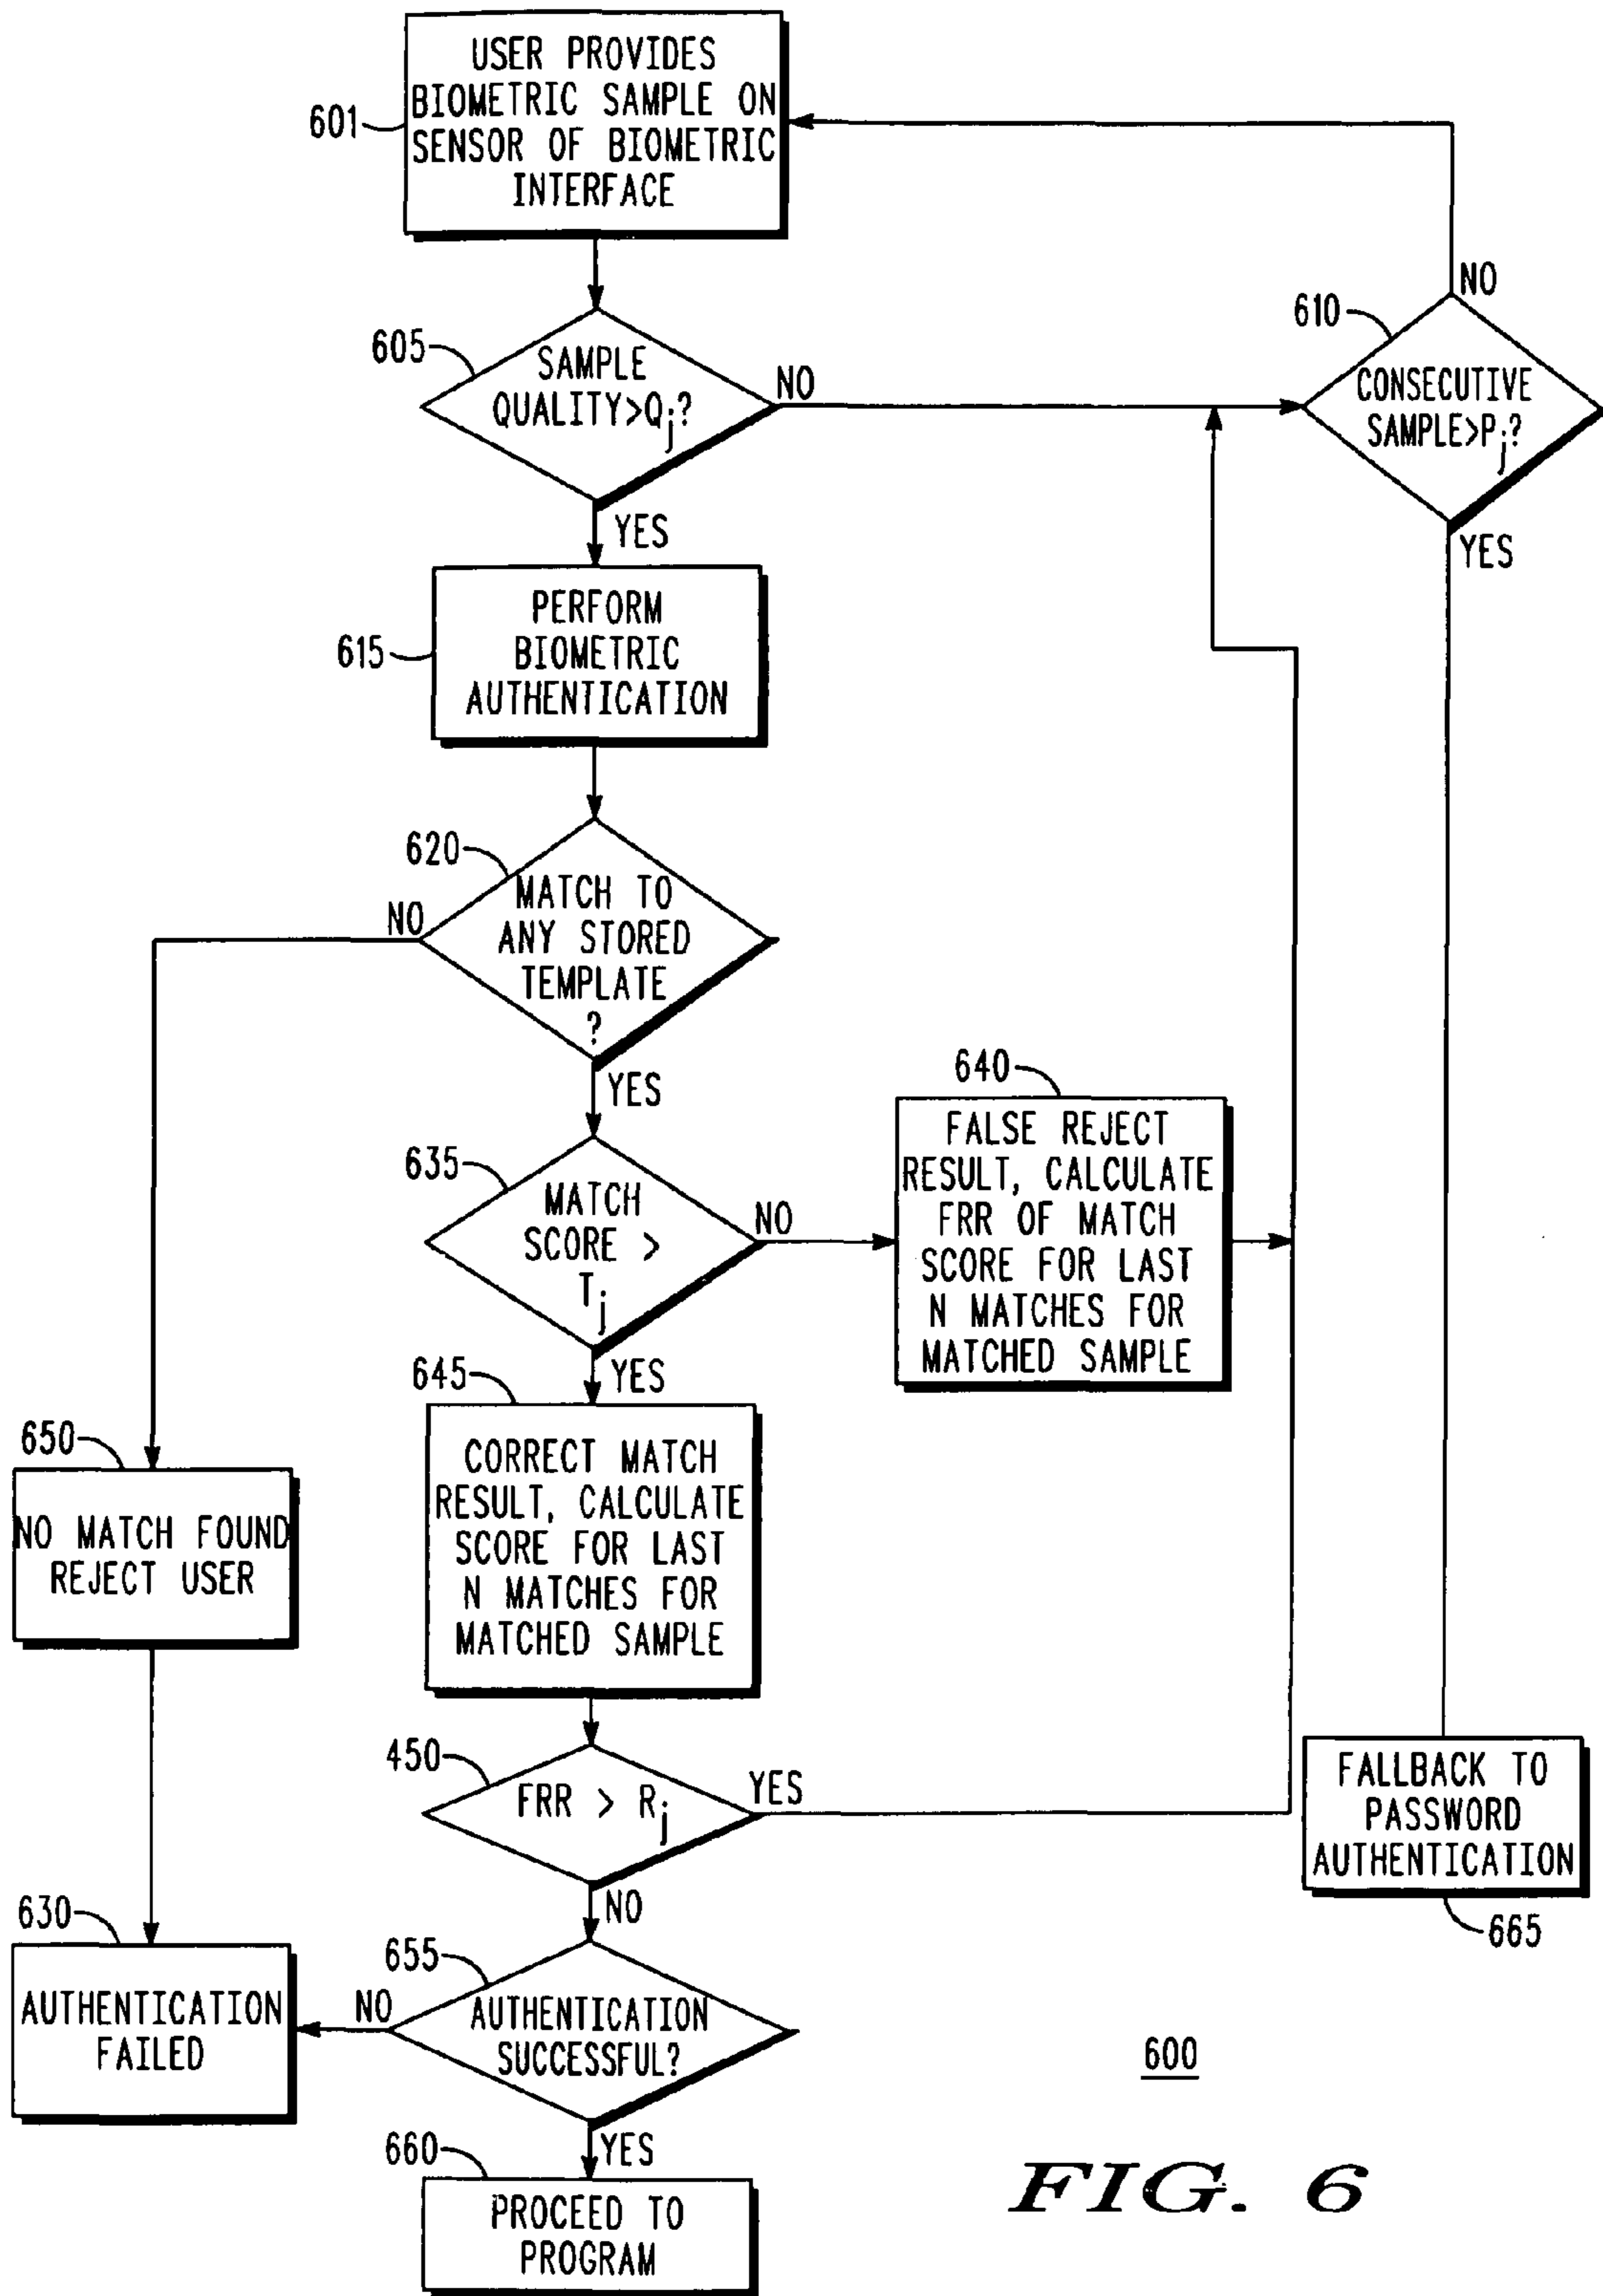 USER PROVIDES
BIOMETRIC SAMPLE ON
SENSOR OF BIOMETRIC
INTERFACE
601
NO
610
CONSECUTIVE
SAMPLE>Pj?
YES
605
SAMPLE
QUALITY>Qj?
NO
YES
615
PERFORM
BIOMETRIC
AUTHENTICATION
620
MATCH TO
ANY STORED
TEMPLATE
?
NO
YES
635
MATCH
SCORE >
Tj
NO
YES
640
FALSE REJECT
RESULT, CALCULATE
FRR OF MATCH
SCORE FOR LAST
N MATCHES FOR
MATCHED SAMPLE
645
CORRECT MATCH
RESULT, CALCULATE
SCORE FOR LAST
N MATCHES FOR
MATCHED SAMPLE
650
NO MATCH FOUND
REJECT USER
450
FRR > Rj
YES
NO
FALLBACK TO
PASSWORD
AUTHENTICATION
665
630
AUTHENTICATION
FAILED
655
AUTHENTICATION
SUCCESSFUL?
NO
YES
660
PROCEED TO
PROGRAM
600
FIG. 6